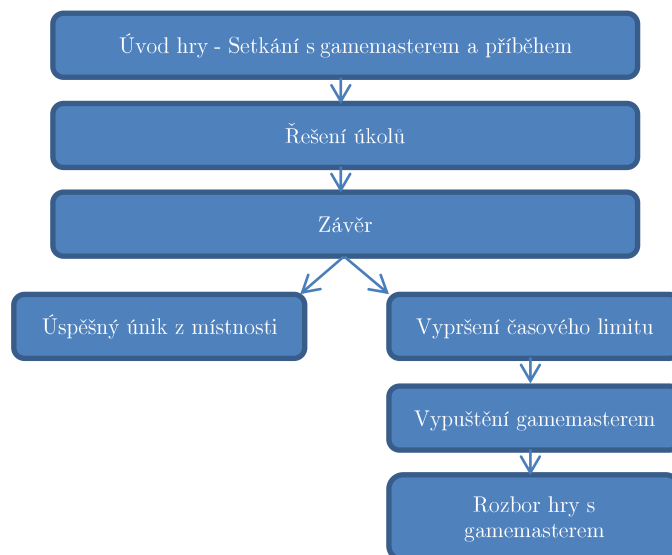 Úvod hry - Setkání s gamemasterem a příběhem
Řešení úkolů
Závěr
Úspěšný únik z místnosti
Vypršení časového limitu
Vypuštění gamemasterem
Rozbor hry s
gamemasterem